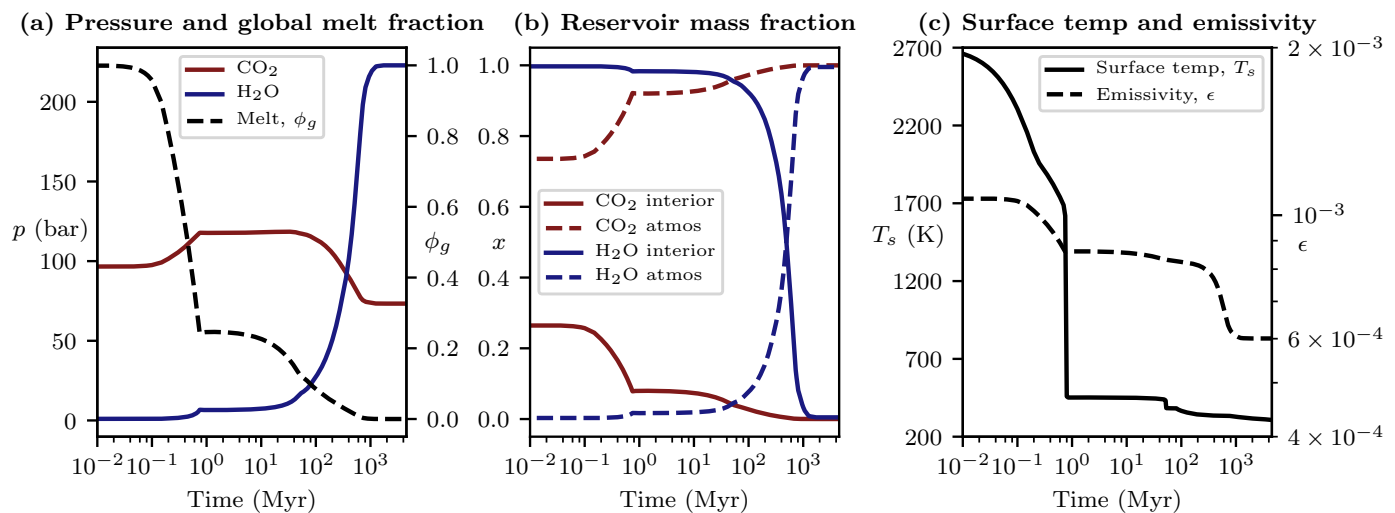 (a) Pressure and global melt fraction
CO₂
H₂O
Melt, ϕ_g
200
150
p (bar)
100
50
0
1.0
0.8
0.6
ϕ_g
0.4
0.2
0.0
10⁻² 10⁻¹ 10⁰ 10¹ 10² 10³
Time (Myr)
(b) Reservoir mass fraction
1.0
0.8
0.6
x
0.4
0.2
0.0
CO₂ interior
CO₂ atmos
H₂O interior
H₂O atmos
10⁻² 10⁻¹ 10⁰ 10¹ 10² 10³
Time (Myr)
(c) Surface temp and emissivity
Surface temp, T_s
Emissivity, ϵ
2700
2200
1700
T_s (K)
1300
700
200
2 × 10⁻³
10⁻³
ϵ
6 × 10⁻⁴
4 × 10⁻⁴
10⁻² 10⁻¹ 10⁰ 10¹ 10² 10³
Time (Myr)